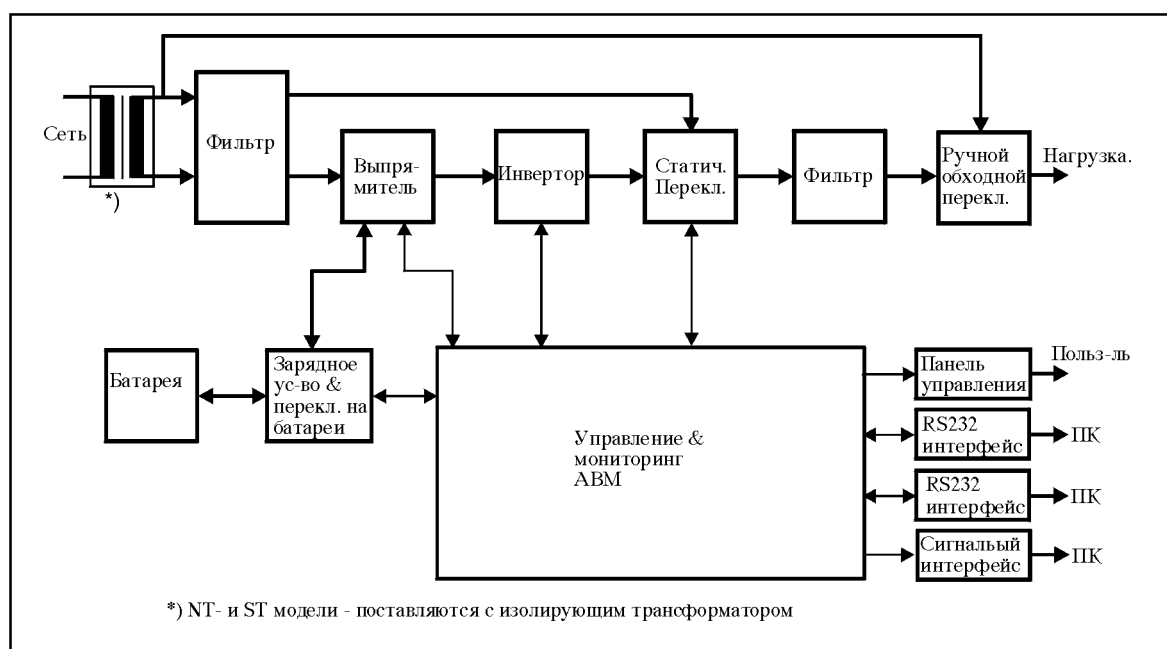 Сеть
*)
Фильтр
Выпря-
митель
Инвертор
Статич.
Перекл.
Фильтр
Ручной
обходной
перекл.
Нагрузка.
Батарея
Зарядное
ус-во &
перекл. на
батареи
Управление &
мониторинг
АВМ
Панель
управления
Польз-ль
RS232
интерфейс
ПК
RS232
интерфейс
ПК
Сигналый
интерфейс
ПК
*) NT- и ST модели - поставляются с изолирующим трансформатором